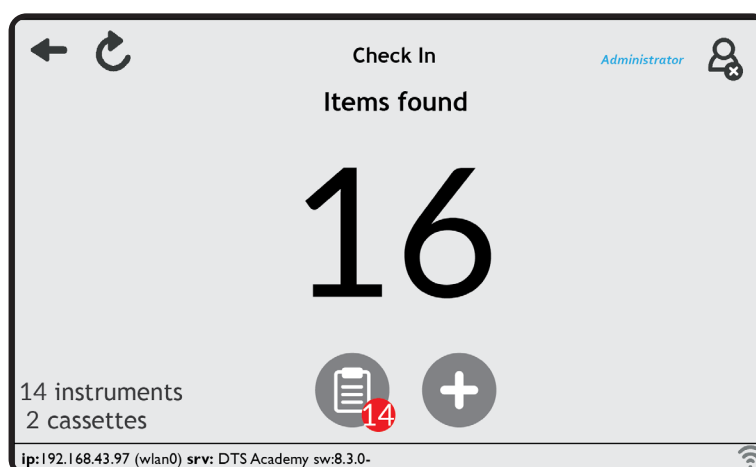 Check In
Administrator
Items found
16
14 instruments
2 cassettes
14
ip:192.168.43.97 (wlan0) srv: DTS Academy sw:8.3.0-